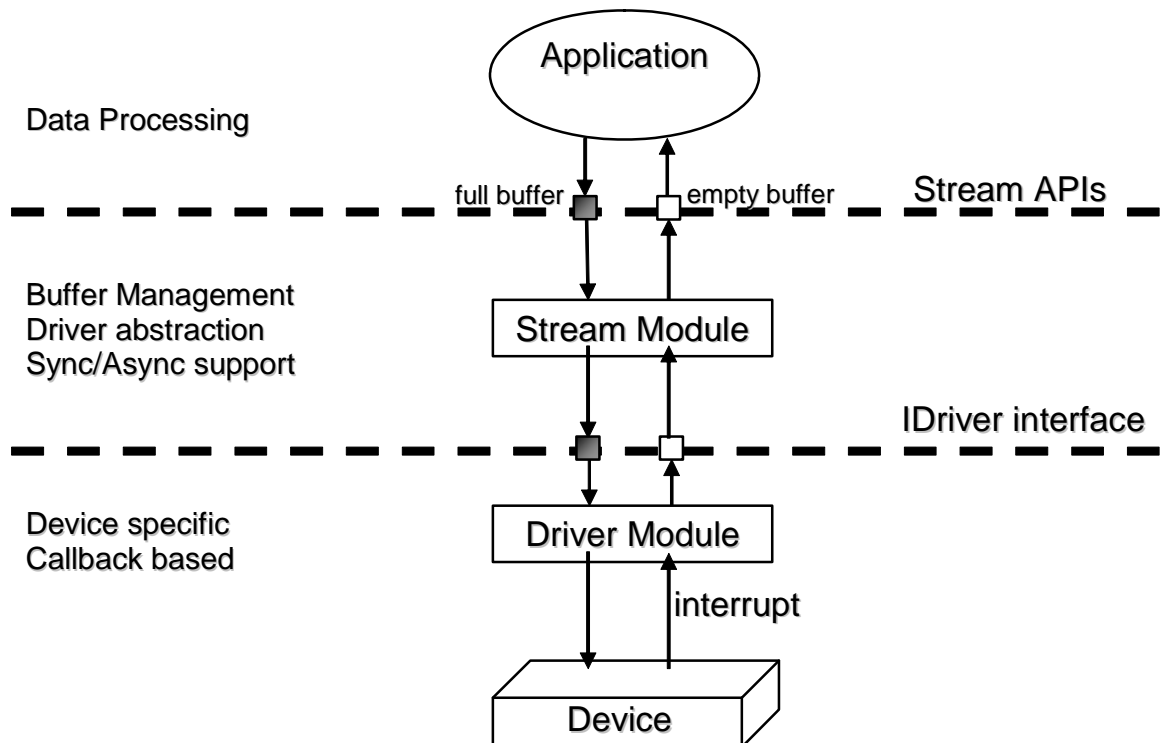 Application
Data Processing
full buffer
empty buffer
Stream APIs
Buffer Management
Driver abstraction
Sync/Async support
Stream Module
IDriver interface
Device specific
Callback based
Driver Module
interrupt
Device